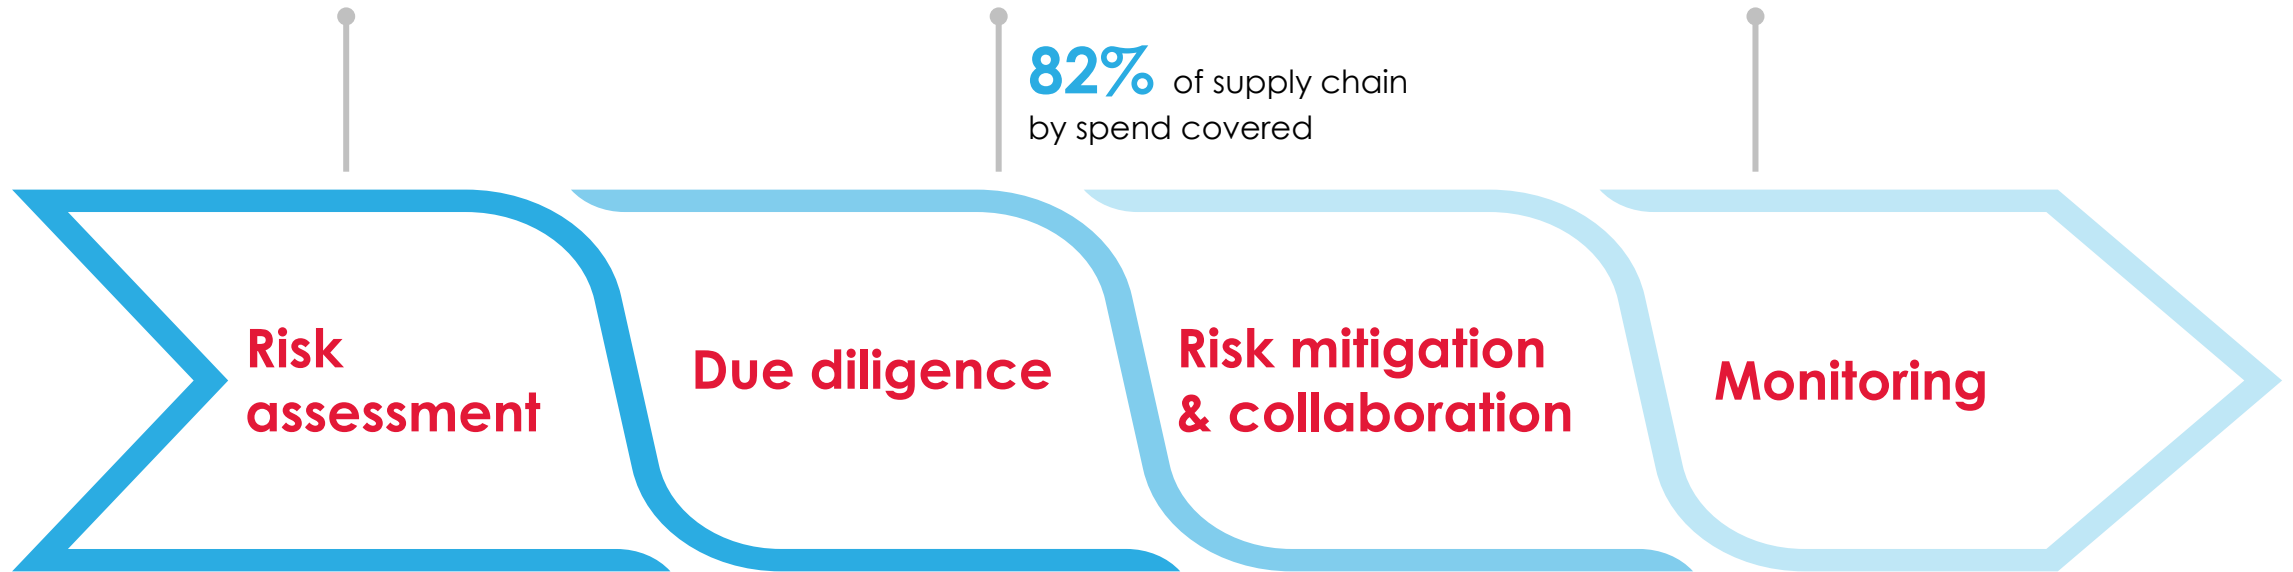 82% of supply chain
by spend covered
Risk
assessment
Due diligence
Risk mitigation
& collaboration
Monitoring